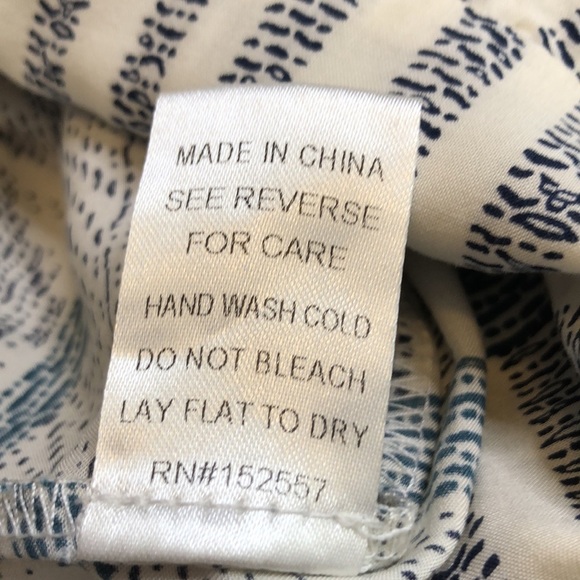 MADE IN CHINA
SEE REVERSE
FOR CARE
HAND WASH COLD
DO NOT BLEACH
LAY FLAT TO DRY
RN#152557